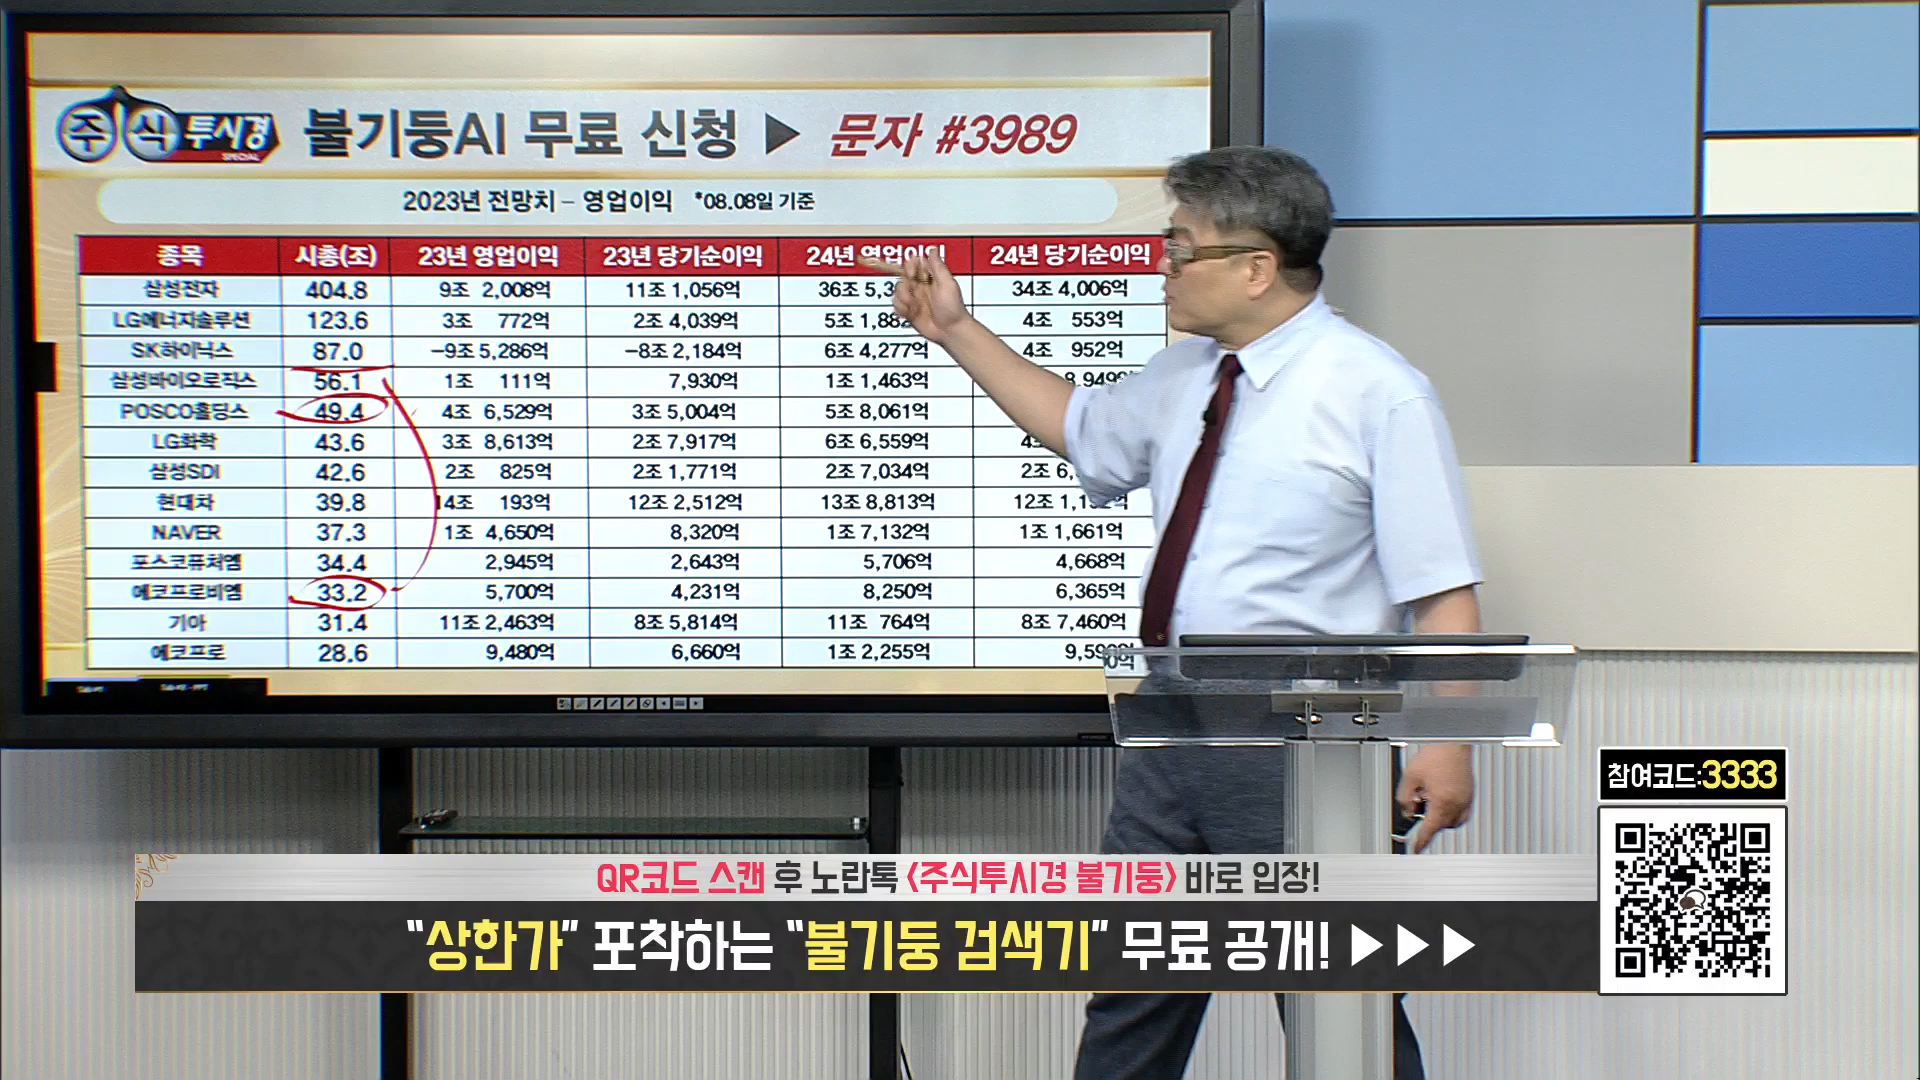 주식투시경 SPECIAL 불기둥AI 무료 신청 ▶ 문자 #3989
2023년 전망치 - 영업이익 *08.08일 기준
종목 시총(조) 23년 영업이익 23년 당기순이익 24년 영업이익 24년 당기순이익
삼성전자 404.8 9조 2,008억 11조 1,056억 36조 34조 4,006억
LG에너지솔루션 123.6 3조 772억 2조 4,039억 5조 4조 553억
SK하이닉스 87.0 -9조 5,286억 -8조 2,184억 6조 4,277억 4조 952억
삼성바이오로직스 56.1 1조 111억 7,930억 1조 1,463억
POSCO홀딩스 49.4 4조 6,529억 3조 5,004억 5조 8,061억
LG화학 43.6 3조 8,613억 2조 7,917억 6조 6,559억
삼성SDI 42.6 2조 825억 2조 1,771억 2조 7,034억 2조
현대차 39.8 14조 193억 12조 2,512억 13조 8,813억 12조
NAVER 37.3 1조 4,650억 8,320억 1조 7,132억 1조 1,661억
포스코퓨처엠 34.4 2,945억 2,643억 5,706억 4,668억
에코프로비엠 33.2 5,700억 4,231억 8,250억 6,365억
기아 31.4 11조 2,463억 8조 5,814억 11조 764억 8조 7,460억
에코프로 28.6 9,480억 6,660억 1조 2,255억
참여코드:3333
QR코드 스캔 후 노란톡 <주식투시경 불기둥> 바로 입장!
“상한가” 포착하는 “불기둥 검색기” 무료 공개! ▶▶▶